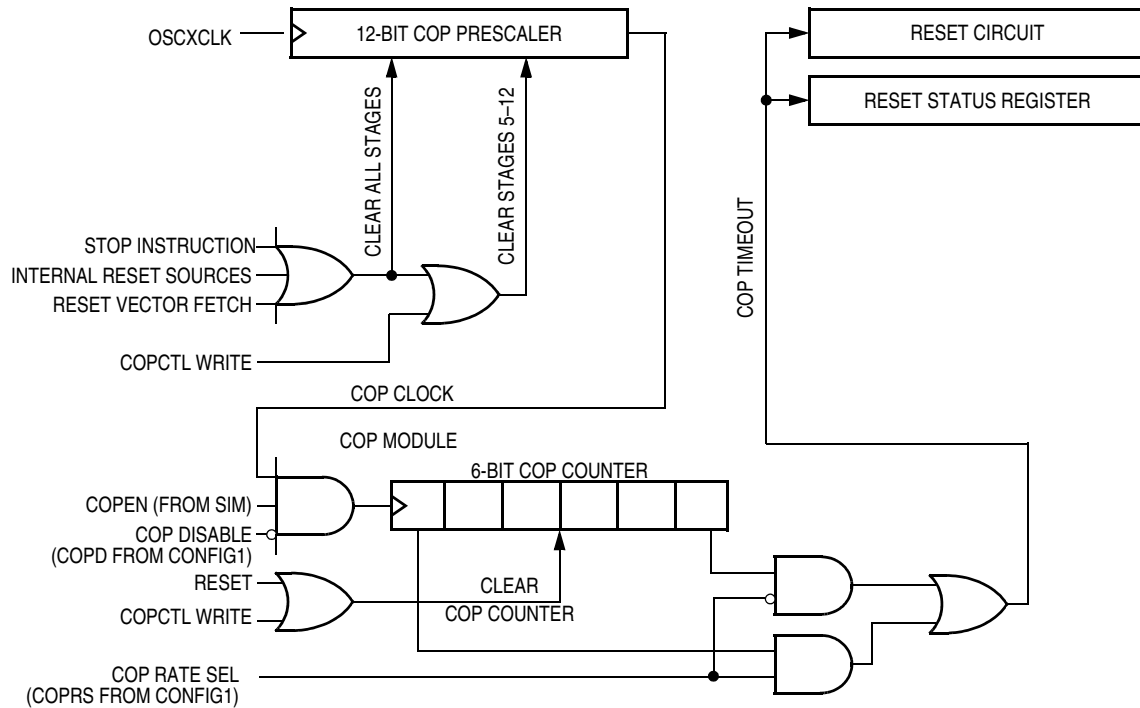 OSCXCLK
12-BIT COP PRESCALER
RESET CIRCUIT
RESET STATUS REGISTER
CLEAR ALL STAGES
CLEAR STAGES 5–12
COP TIMEOUT
STOP INSTRUCTION
INTERNAL RESET SOURCES
RESET VECTOR FETCH
COPCTL WRITE
COP CLOCK
COP MODULE
6-BIT COP COUNTER
COPEN (FROM SIM)
COP DISABLE
(COPD FROM CONFIG1)
RESET
COPCTL WRITE
CLEAR
COP COUNTER
COP RATE SEL
(COPRS FROM CONFIG1)